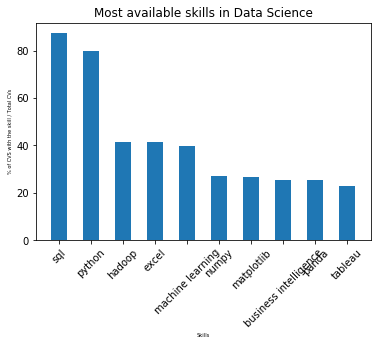 Most available skills in Data Science
% of CVS with the skill / Total CVs
80
60
40
20
0
sql
python
hadoop
excel
machine learning
numpy
matplotlib
business intelligence
panda
tableau
Skills